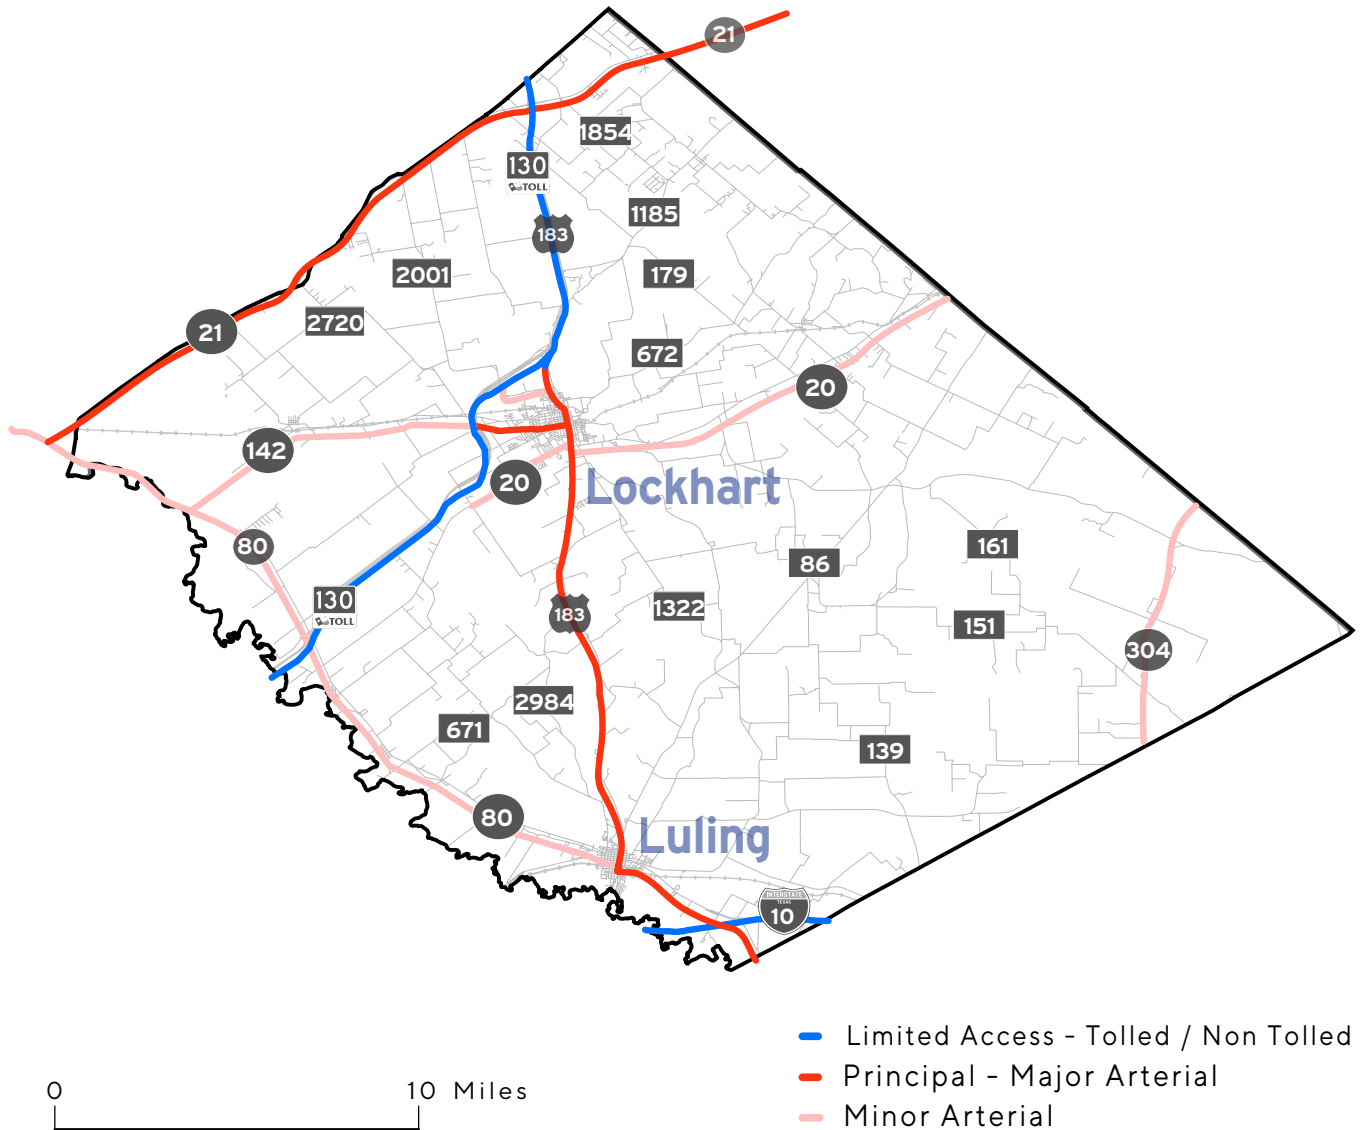 21
1854
130
TOLL
1185
183
2001
179
2720
21
672
20
142
20
Lockhart
80
161
86
130
TOLL
183
1322
151
304
2984
671
139
80
Luling
INTERSTATE
TEXAS
10
Limited Access - Tolled / Non Tolled
Principal - Major Arterial
Minor Arterial
0
10 Miles